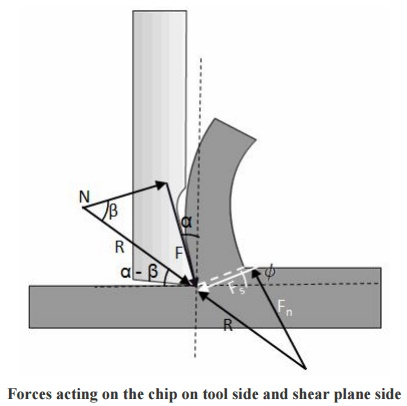 N
β
R
α
F
α - β
Fs
ϕ
Fn
R
Forces acting on the chip on tool side and shear plane side